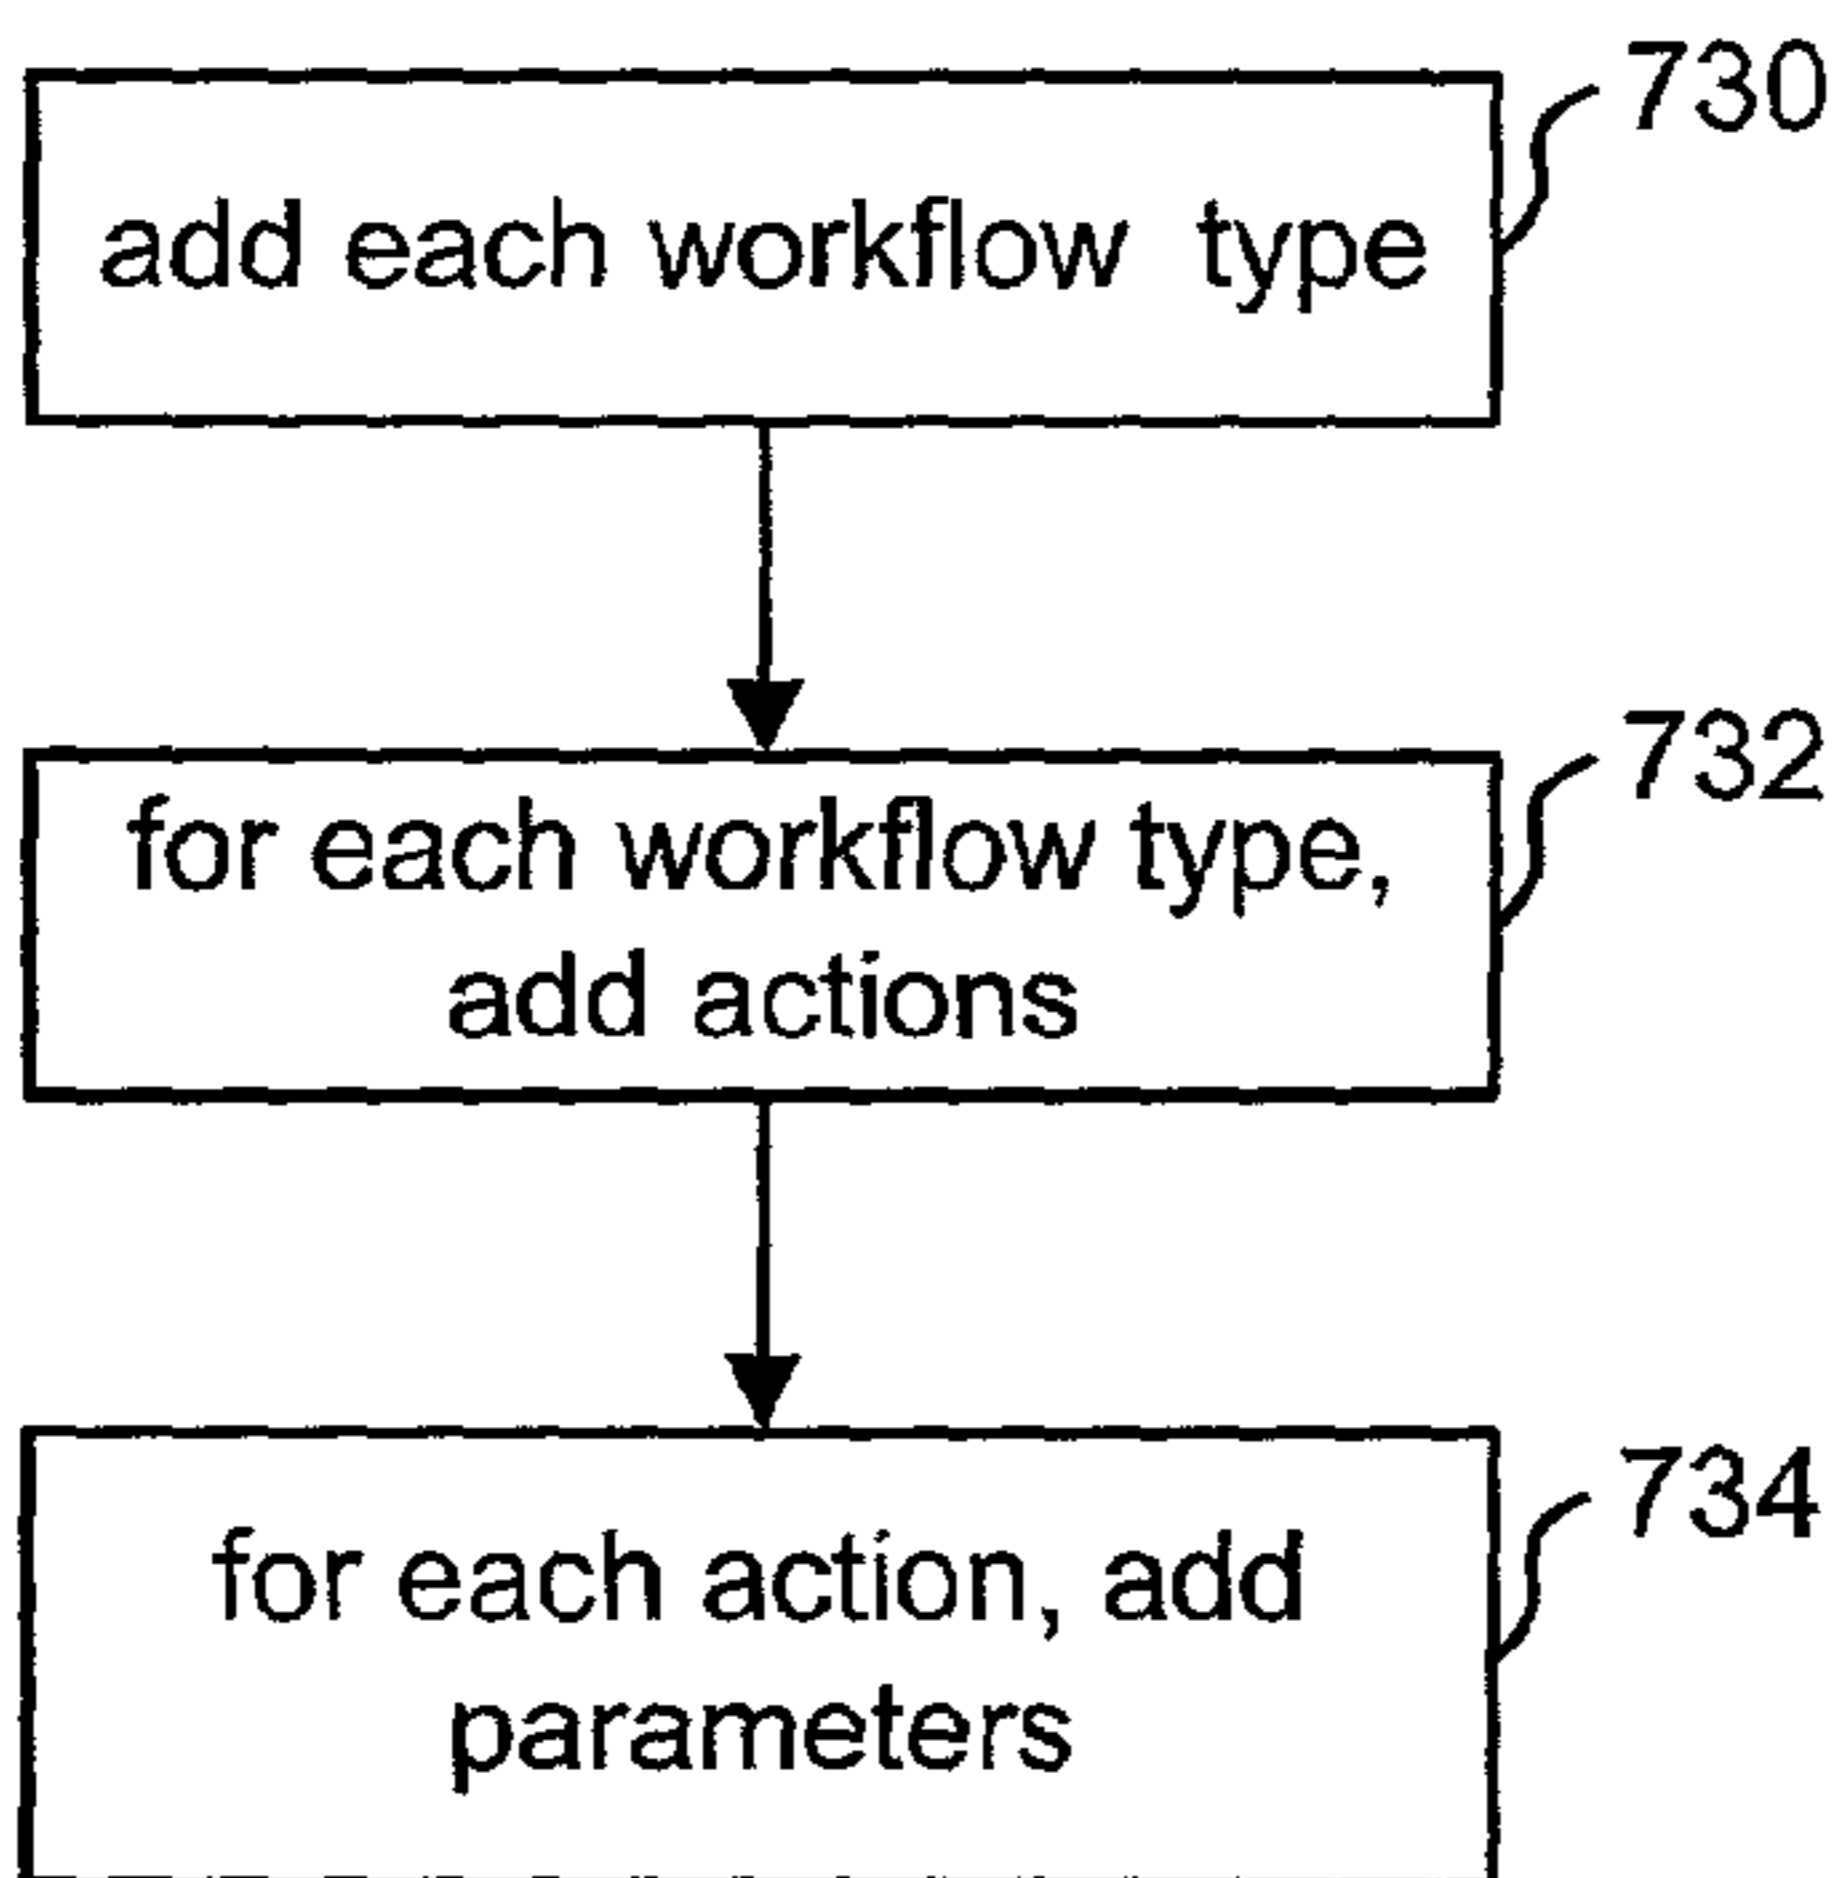 730
add each workflow type
732
for each workflow type,
add actions
734
for each action, add
parameters